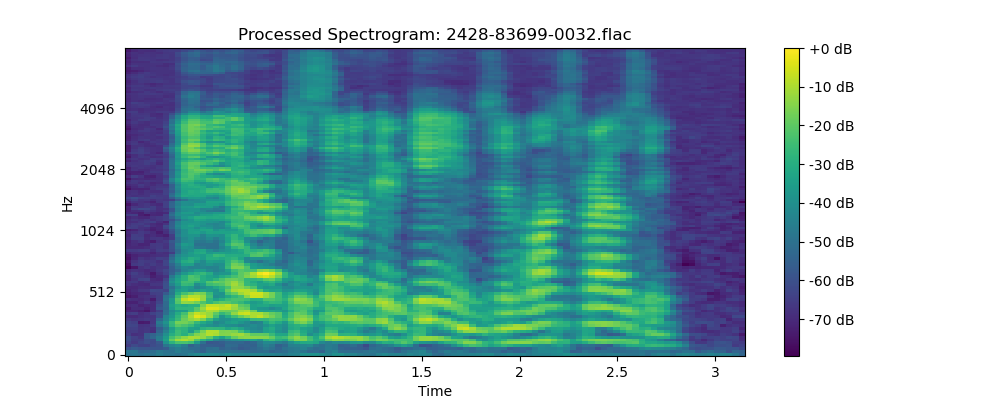 Processed Spectrogram: 2428-83699-0032.flac
Hz
4096
2048
1024
512
0
0
0.5
1
1.5
2
2.5
3
Time
+0 dB
-10 dB
-20 dB
-30 dB
-40 dB
-50 dB
-60 dB
-70 dB